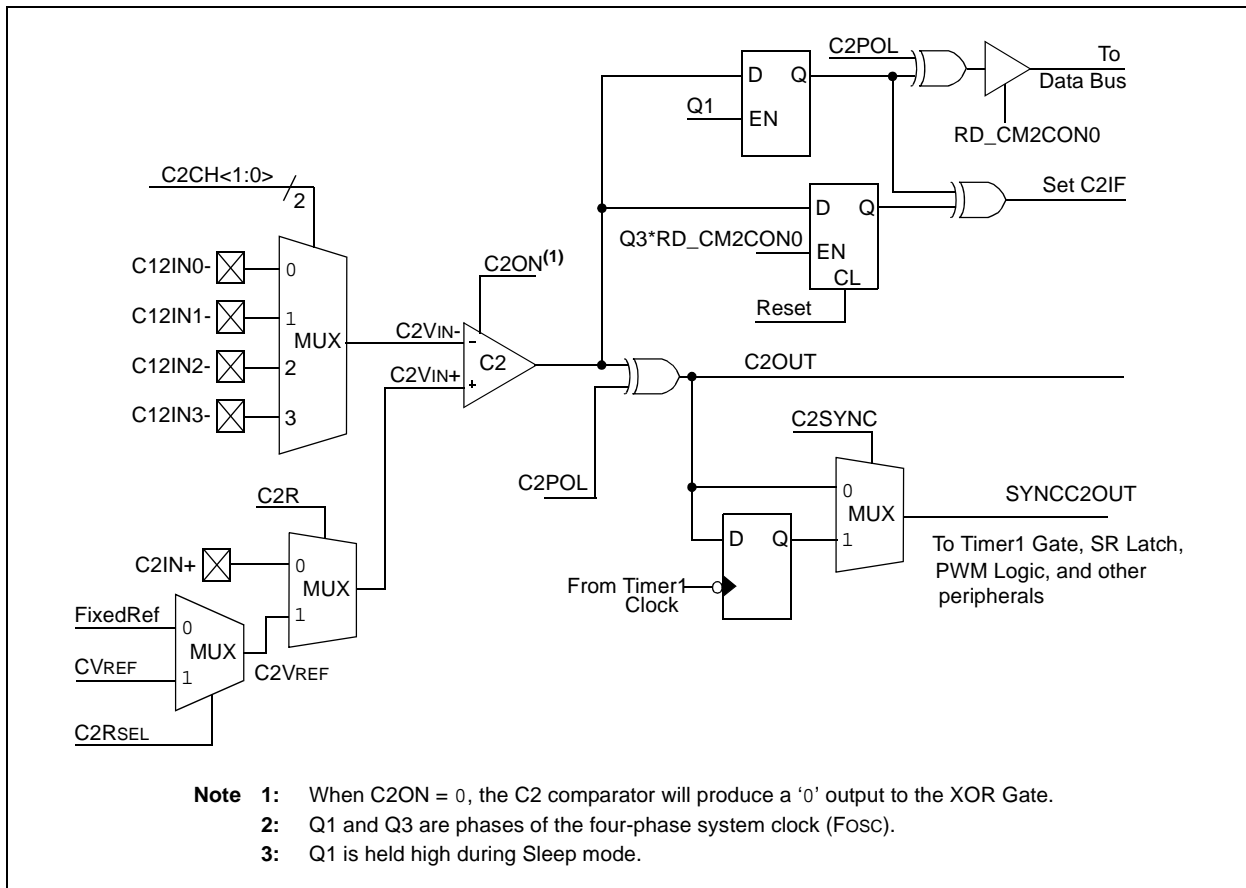 C2POL
To
Data Bus
D Q
Q1
EN
RD_CM2CON0
C2CH<1:0>
2
Set C2IF
D Q
Q3*RD_CM2CON0
EN
CL
Reset
C12IN0-
0
C12IN1-
1
MUX
C12IN2-
2
C12IN3-
3
C2ON(1)
C2VIN-
-
C2
C2VIN+
+
C2OUT
C2POL
C2SYNC
0
MUX
1
SYNCC2OUT
D Q
From Timer1
Clock
To Timer1 Gate, SR Latch,
PWM Logic, and other
peripherals
C2R
C2IN+
0
MUX
1
FixedRef
0
MUX
CVREF
1
C2VREF
C2RSEL
Note 1: When C2ON = 0, the C2 comparator will produce a ‘0’ output to the XOR Gate.
2: Q1 and Q3 are phases of the four-phase system clock (FOSC).
3: Q1 is held high during Sleep mode.